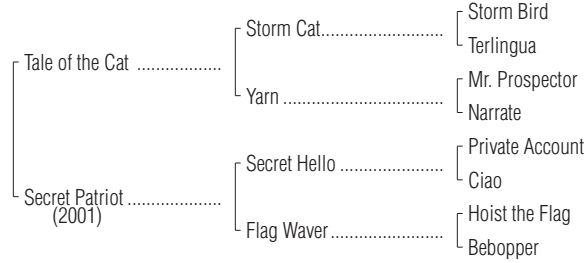 Storm Bird
Storm Cat
Terlingua
Tale of the Cat
Mr. Prospector
Yarn
Narrate
Private Account
Secret Hello
Ciao
Secret Patriot
(2001)
Hoist the Flag
Flag Waver
Bebopper